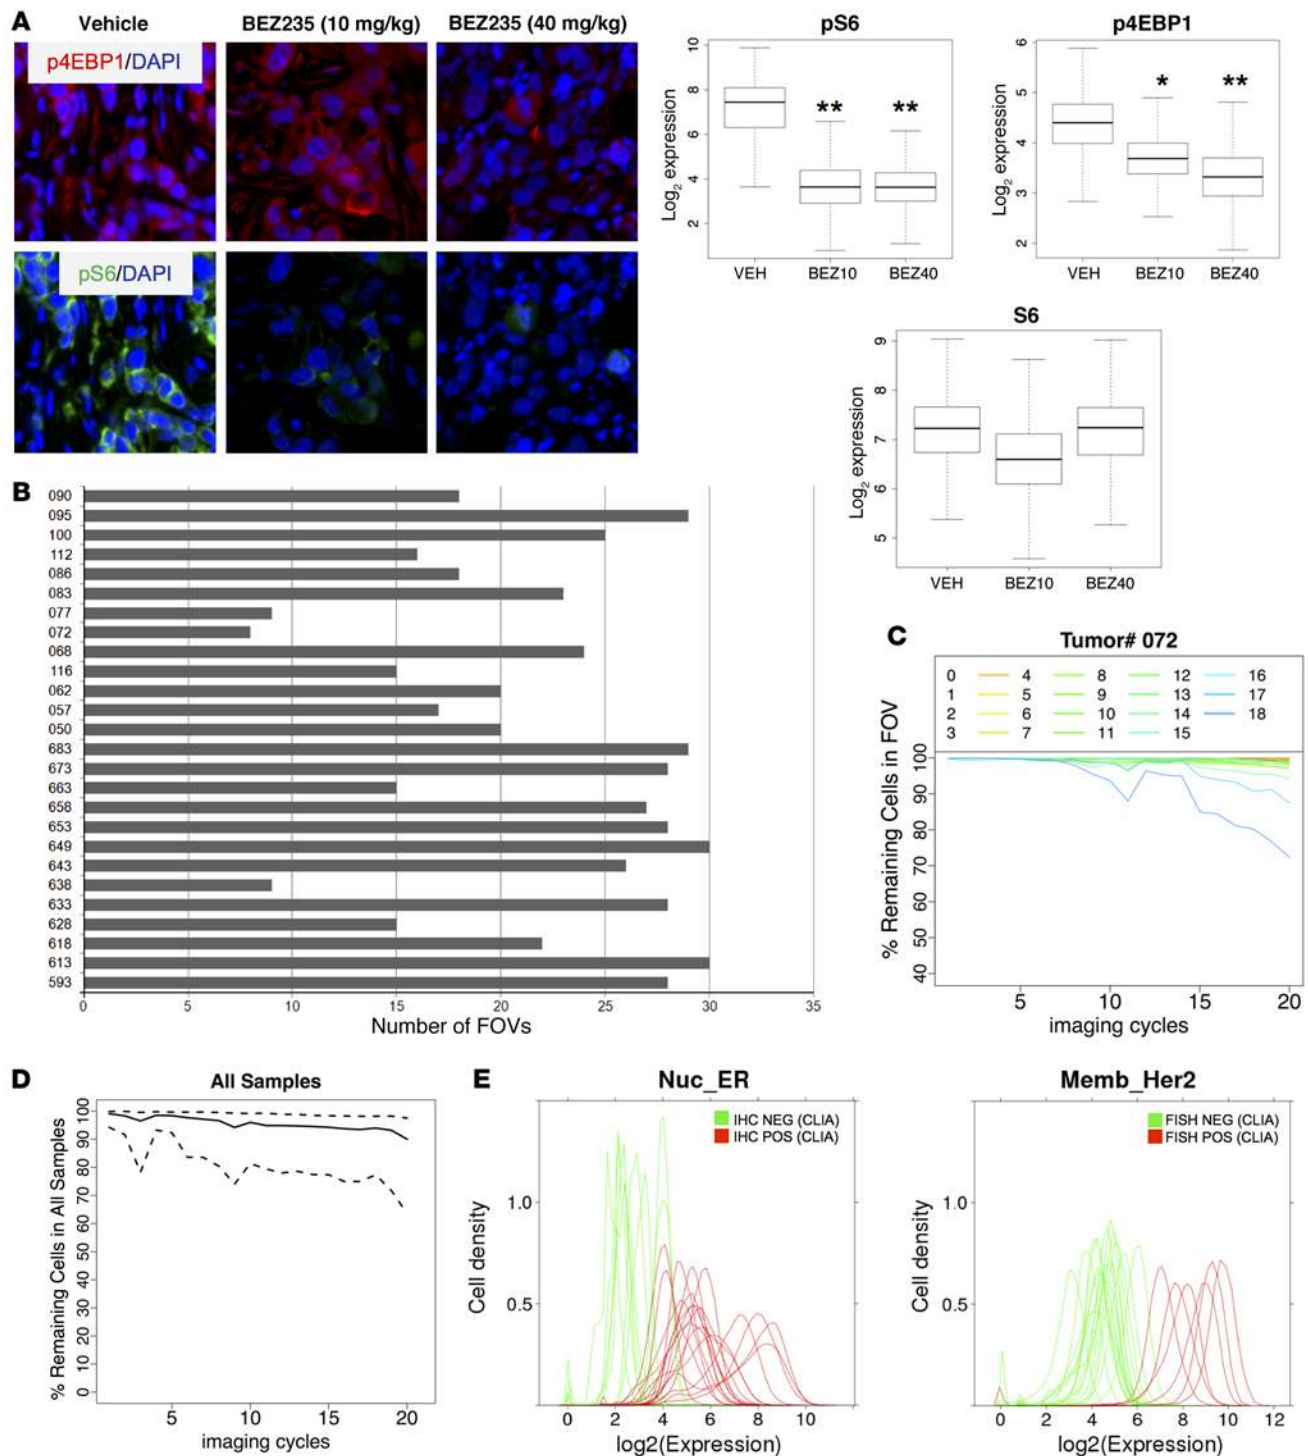 A
Vehicle
BEZ235 (10 mg/kg)
BEZ235 (40 mg/kg)
p4EBP1/DAPI
pS6/DAPI
pS6
Log2 expression
10
8
6
4
2
**
**
VEH
BEZ10
BEZ40
p4EBP1
Log2 expression
6
5
4
3
2
*
**
VEH
BEZ10
BEZ40
S6
Log2 expression
9
8
7
6
5
VEH
BEZ10
BEZ40
B
090
095
100
112
086
083
077
072
068
116
062
057
050
683
673
663
658
653
649
643
638
633
628
618
613
593
0 5 10 15 20 25 30 35
Number of FOVs
C
Tumor# 072
0 4 8 12 16
1 5 9 13 17
2 6 10 14 18
3 7 11 15
% Remaining Cells in FOV
100
90
80
70
60
50
40
5 10 15 20
imaging cycles
D
All Samples
% Remaining Cells in All Samples
100
90
80
70
60
50
40
30
20
10
0
5 10 15 20
imaging cycles
E
Nuc_ER
IHC NEG (CLIA)
IHC POS (CLIA)
Cell density
1.0
0.5
0 2 4 6 8 10
log2(Expression)
Memb_Her2
FISH NEG (CLIA)
FISH POS (CLIA)
Cell density
1.0
0.5
0 2 4 6 8 10 12
log2(Expression)